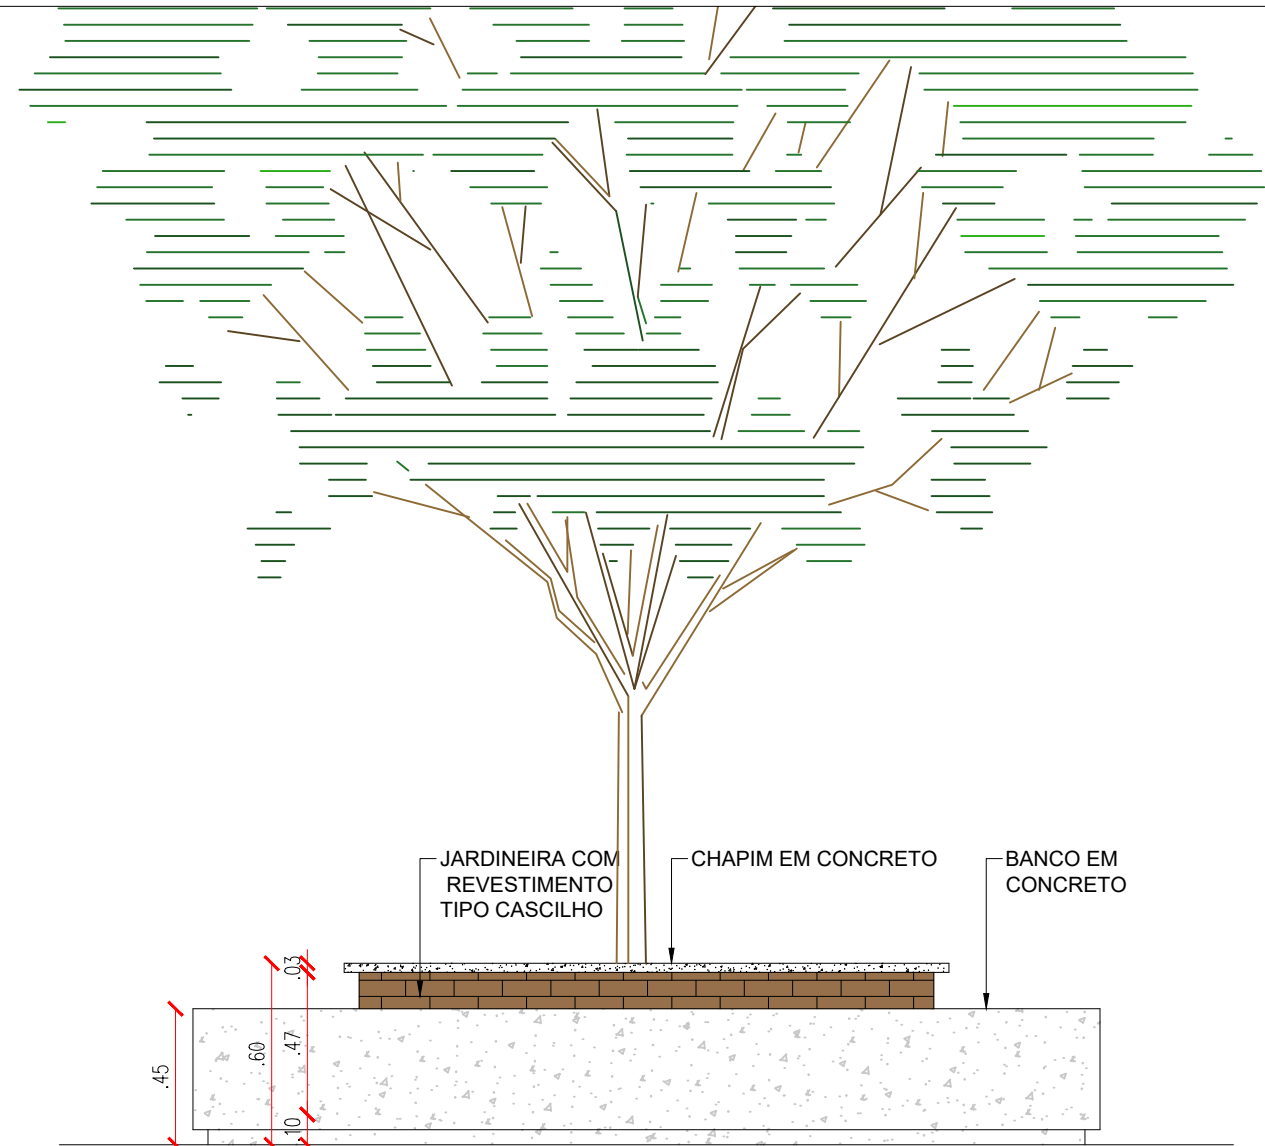 JARDINEIRA COM
REVESTIMENTO
TIPO CASCILHO
CHAPIM EM CONCRETO
BANCO EM
CONCRETO
.03
.47
.60
.45
.10